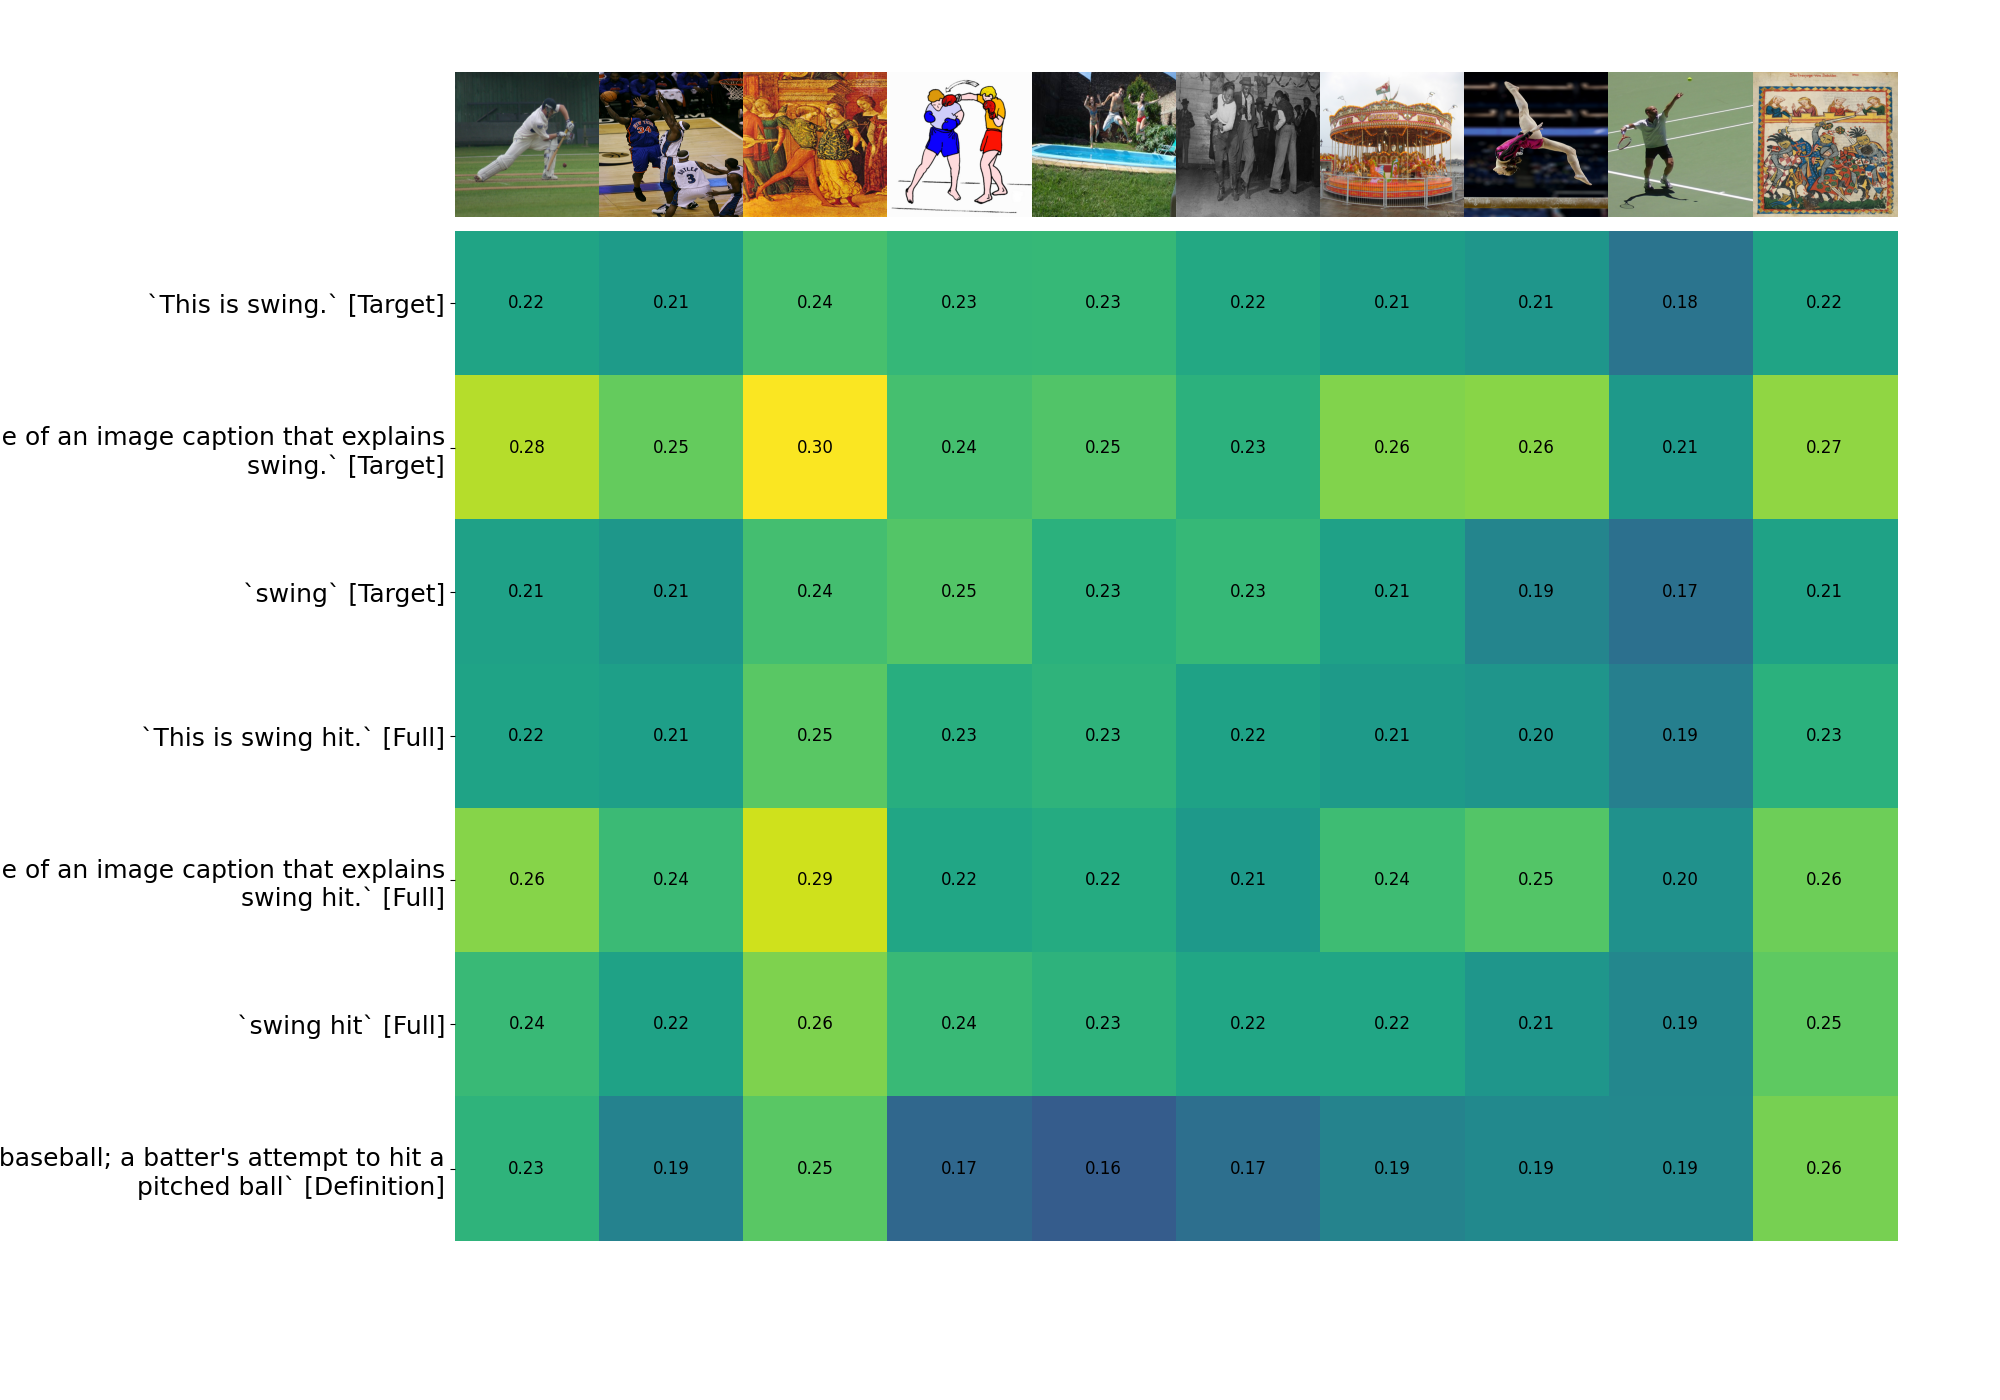 `This is swing.` [Target]
0.22 0.21 0.24 0.23 0.23 0.22 0.21 0.21 0.18 0.22
e of an image caption that explains
swing.` [Target]
0.28 0.25 0.30 0.24 0.25 0.23 0.26 0.26 0.21 0.27
`swing` [Target]
0.21 0.21 0.24 0.25 0.23 0.23 0.21 0.19 0.17 0.21
`This is swing hit.` [Full]
0.22 0.21 0.25 0.23 0.23 0.22 0.21 0.20 0.19 0.23
e of an image caption that explains
swing hit.` [Full]
0.26 0.24 0.29 0.22 0.22 0.21 0.24 0.25 0.20 0.26
`swing hit` [Full]
0.24 0.22 0.26 0.24 0.23 0.22 0.22 0.21 0.19 0.25
baseball; a batter's attempt to hit a
pitched ball` [Definition]
0.23 0.19 0.25 0.17 0.16 0.17 0.19 0.19 0.19 0.26